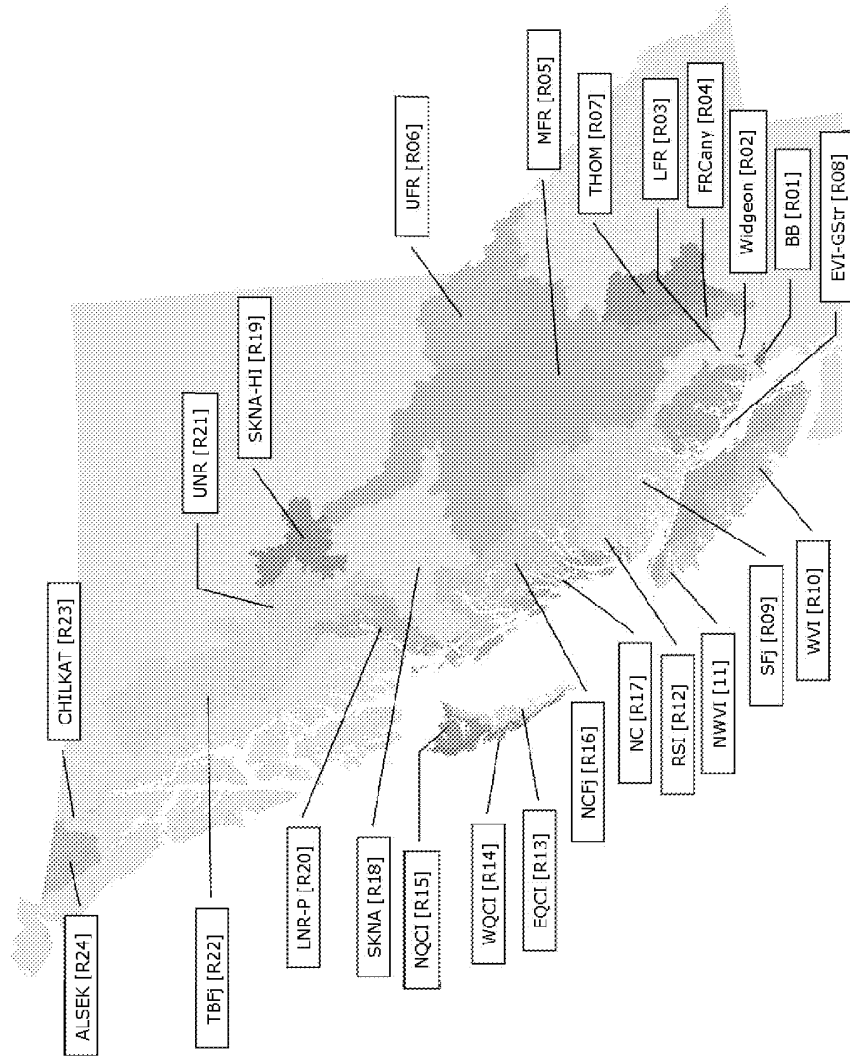 ALSEK [R24]
CHILKAT [R23]
TBFj [R22]
UNR [R21]
SKNA-HI [R19]
LNR-P [R20]
SKNA [R18]
NQCI [R15]
WQCI [R14]
EQCI [R13]
NCFj [R16]
NC [R17]
RSI [R12]
NWVI [11]
SFj [R09]
WVI [R10]
UFR [R06]
MFR [R05]
THOM [R07]
LFR [R03]
FRCany [R04]
Widgeon [R02]
BB [R01]
EVI-GStr [R08]